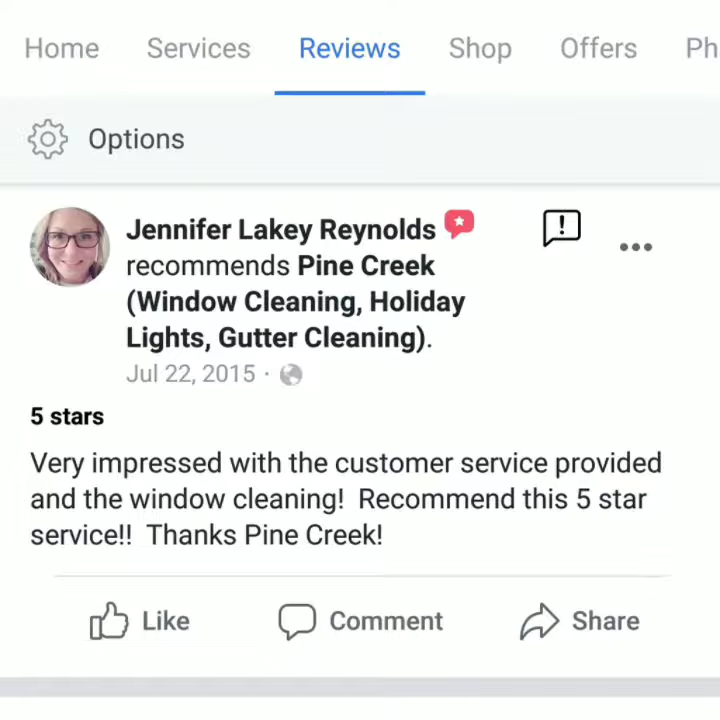 Home Services Reviews Shop Offers Ph
Options
Jennifer Lakey Reynolds
recommends Pine Creek
(Window Cleaning, Holiday
Lights, Gutter Cleaning).
Jul 22, 2015 ·
5 stars
Very impressed with the customer service provided
and the window cleaning! Recommend this 5 star
service!! Thanks Pine Creek!
Like Comment Share